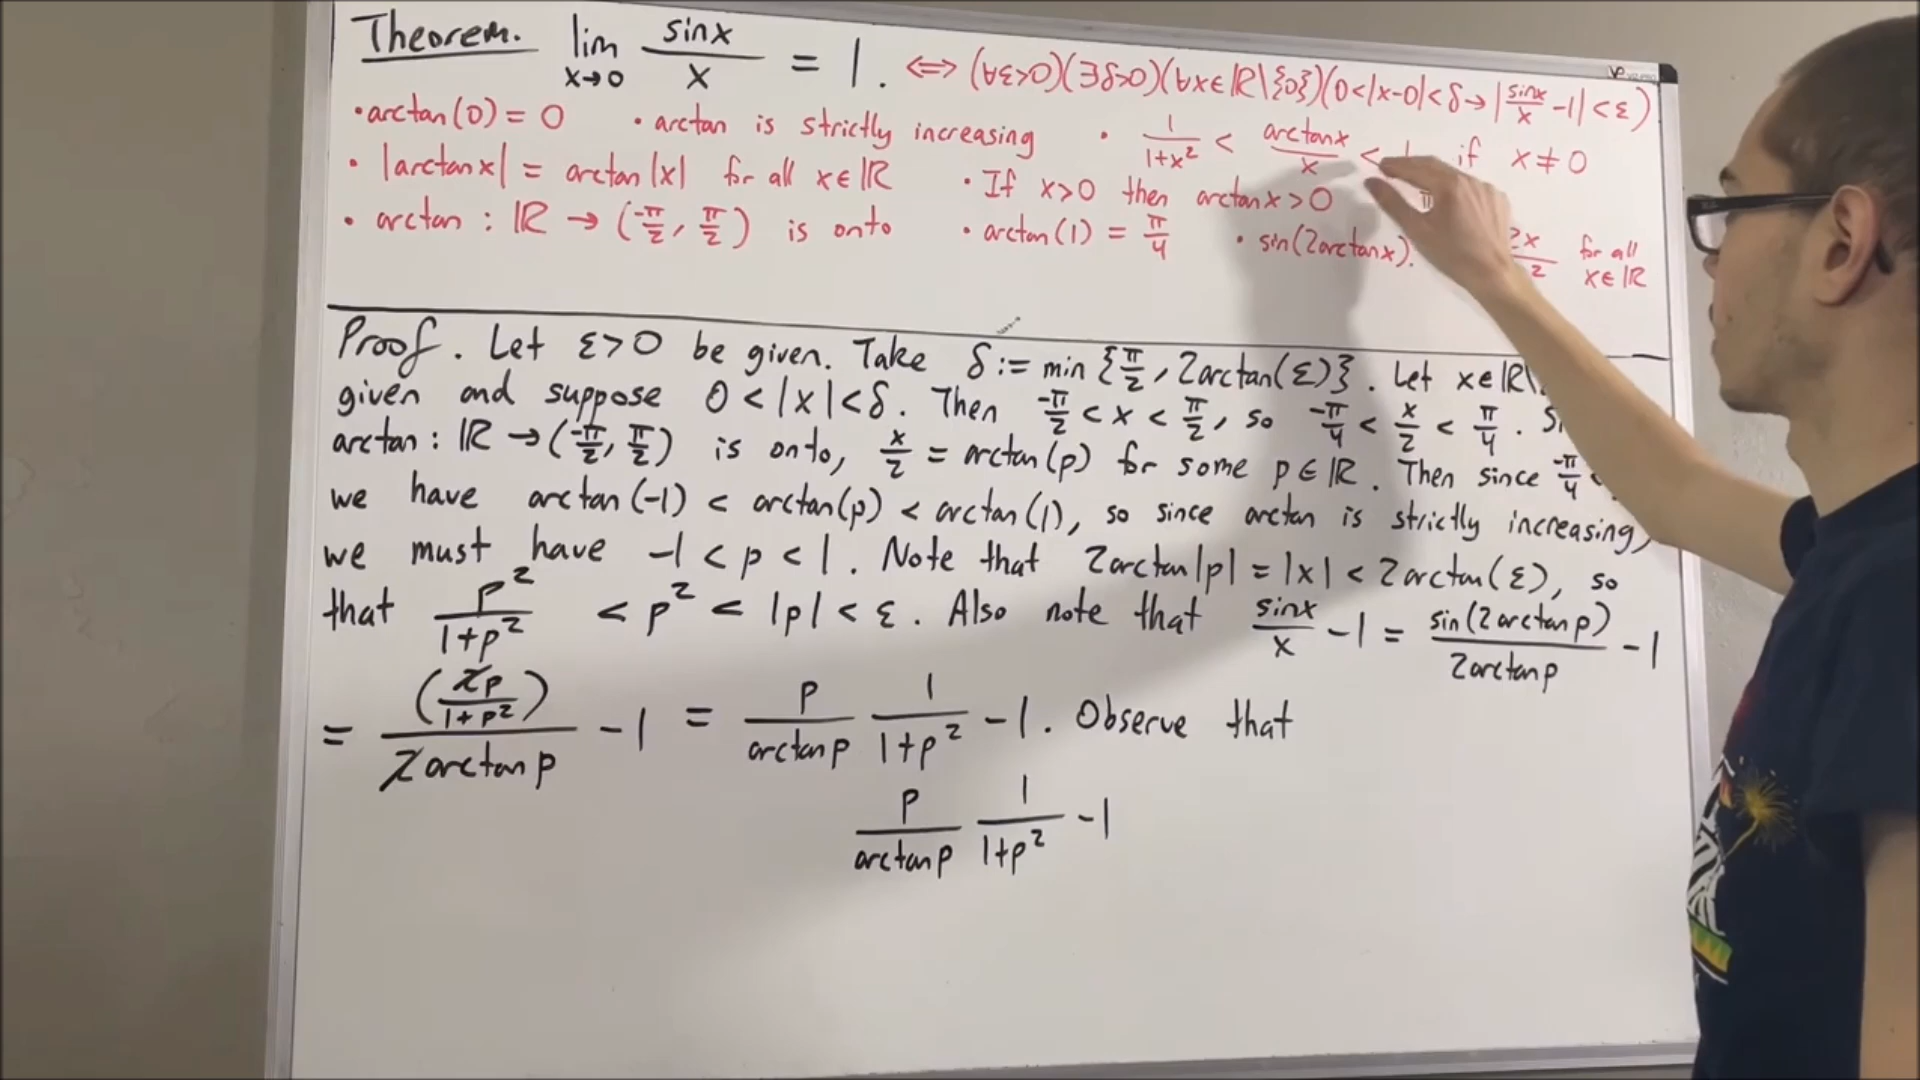 Theorem. lim x→0 sinx/x = 1. ⟺ (∀ε>0)(∃δ>0)(∀x∈ℝ\{0})(0<|x-0|<δ→|sinx/x -1|<ε)
•arctan(0)=0 •arctan is strictly increasing • 1/(1+x²) < arctanx/x < 1 if x≠0
• |arctanx| = arctan|x| for all x∈ℝ • If x>0 then arctanx>0
• arctan : ℝ → (-π/2, π/2) is onto • arctan(1) = π/4 • sin(2arctanx) 2x 2 for all x∈ℝ
Proof. Let ε>0 be given. Take δ:= min {π/2, 2arctan(ε)}. Let x∈ℝ\
given and suppose 0<|x|<δ. Then -π/2 < x < π/2, so -π/4 < x/2 < π/4.
arctan: ℝ → (-π/2, π/2) is onto, x/2 = arctan(p) for some p∈ℝ. Then since -π/4
we have arctan(-1) < arctan(p) < arctan(1), so since arctan is strictly increasing,
we must have -1 < p < 1. Note that 2arctan|p| = |x| < 2arctan(ε), so
that p²/(1+p²) < p² < |p| < ε. Also note that sinx/x -1 = sin(2arctanp)/2arctanp -1
= (2p/(1+p²))/2arctanp -1 = p/arctanp 1/(1+p²) -1. Observe that
p/arctanp 1/(1+p²) -1